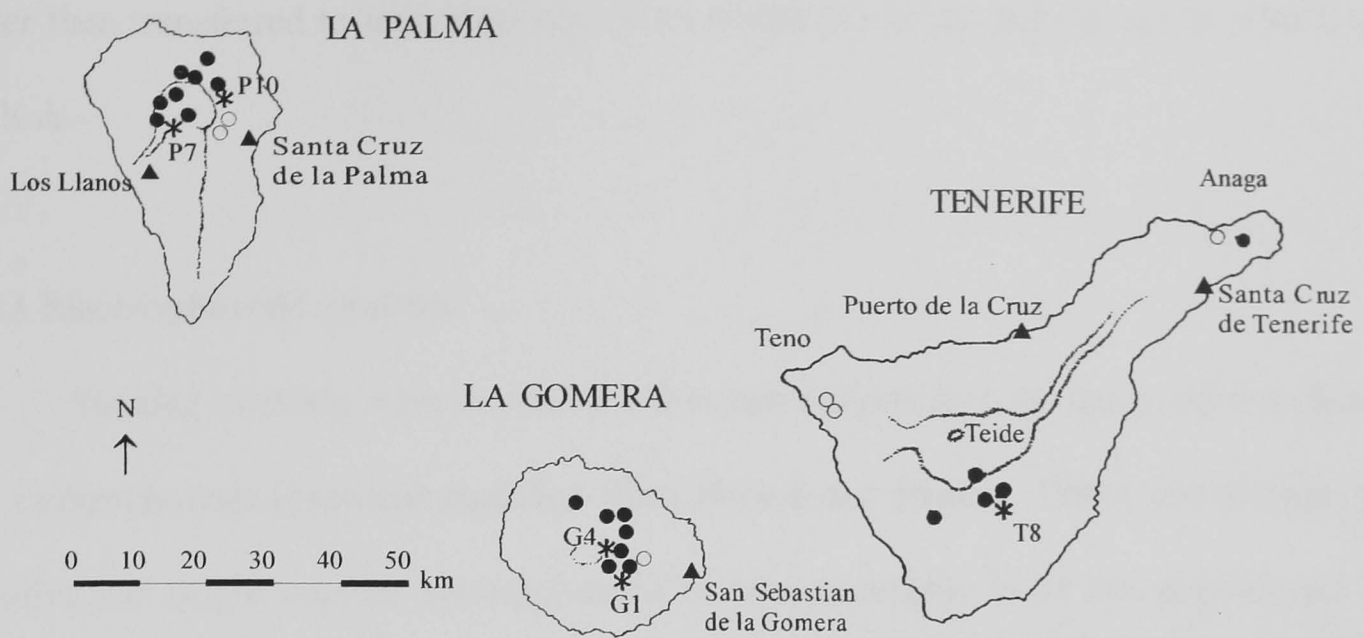 LA PALMA
P10
P7
Santa Cruz
de la Palma
Los Llanos
TENERIFE
Anaga
Santa Cruz
de Tenerife
Puerto de la Cruz
Teno
Teide
T8
LA GOMERA
G4
G1
San Sebastian
de la Gomera
N
0 10 20 30 40 50
km